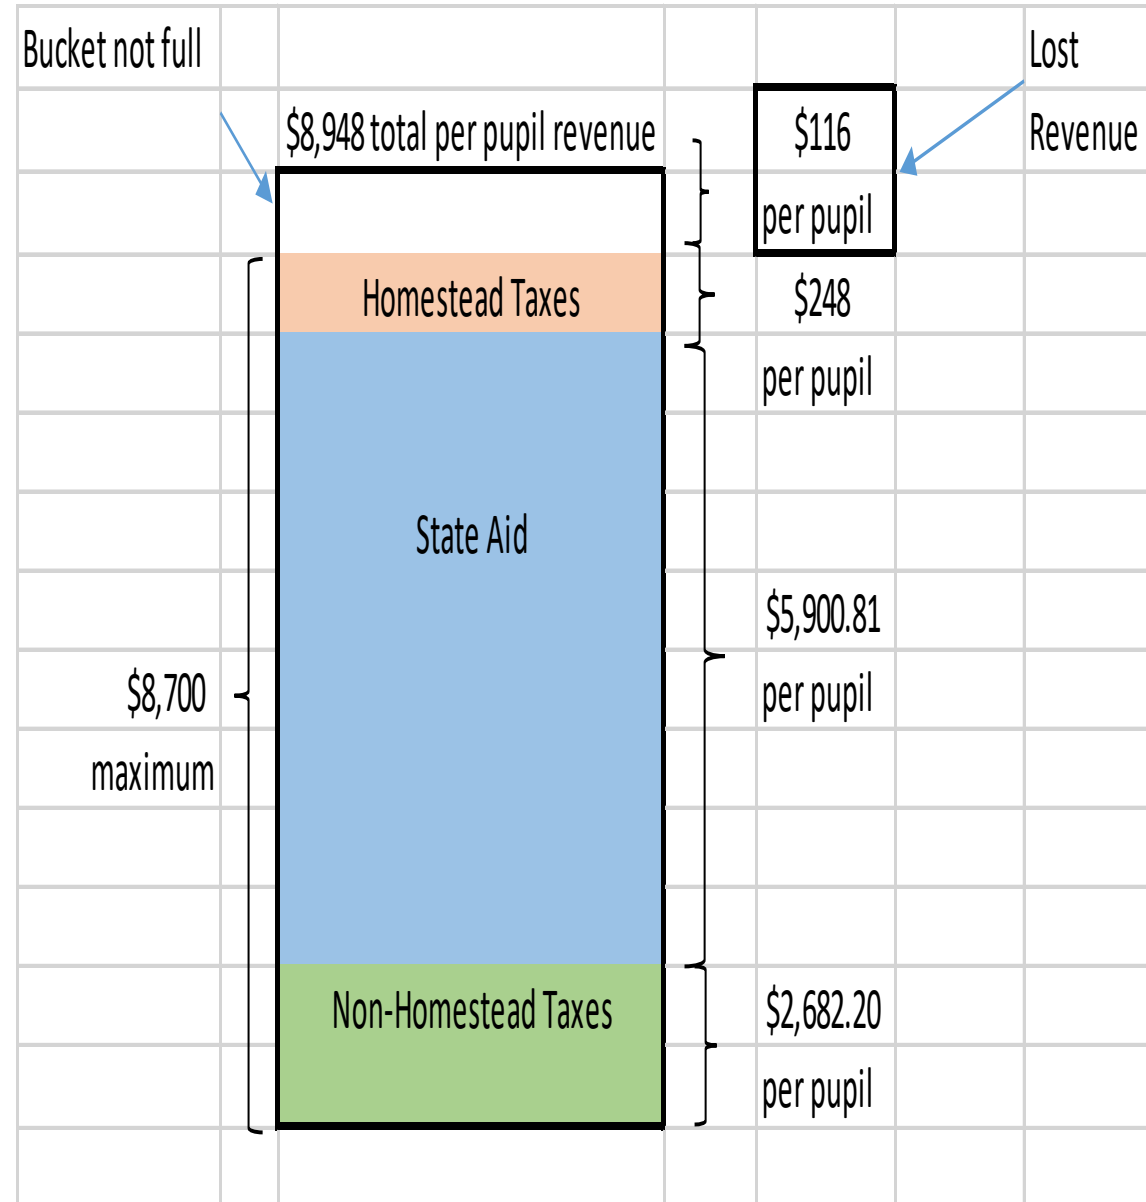 Bucket not full
Lost
$8,948 total per pupil revenue
$116
Revenue
per pupil
Homestead Taxes
$248
per pupil
State Aid
$5,900.81
$8,700
per pupil
maximum
Non-Homestead Taxes
$2,682.20
per pupil